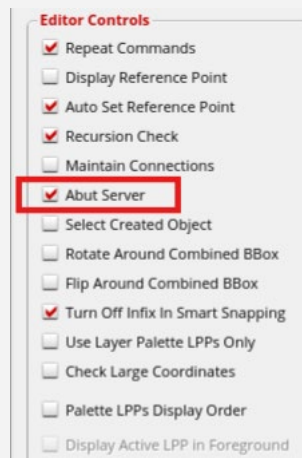 Editor Controls
Repeat Commands
Display Reference Point
Auto Set Reference Point
Recursion Check
Maintain Connections
Abut Server
Select Created Object
Rotate Around Combined BBox
Flip Around Combined BBox
Turn Off Infix In Smart Snapping
Use Layer Palette LPPs Only
Check Large Coordinates
Palette LPPs Display Order
Display Active LPP in Foreground